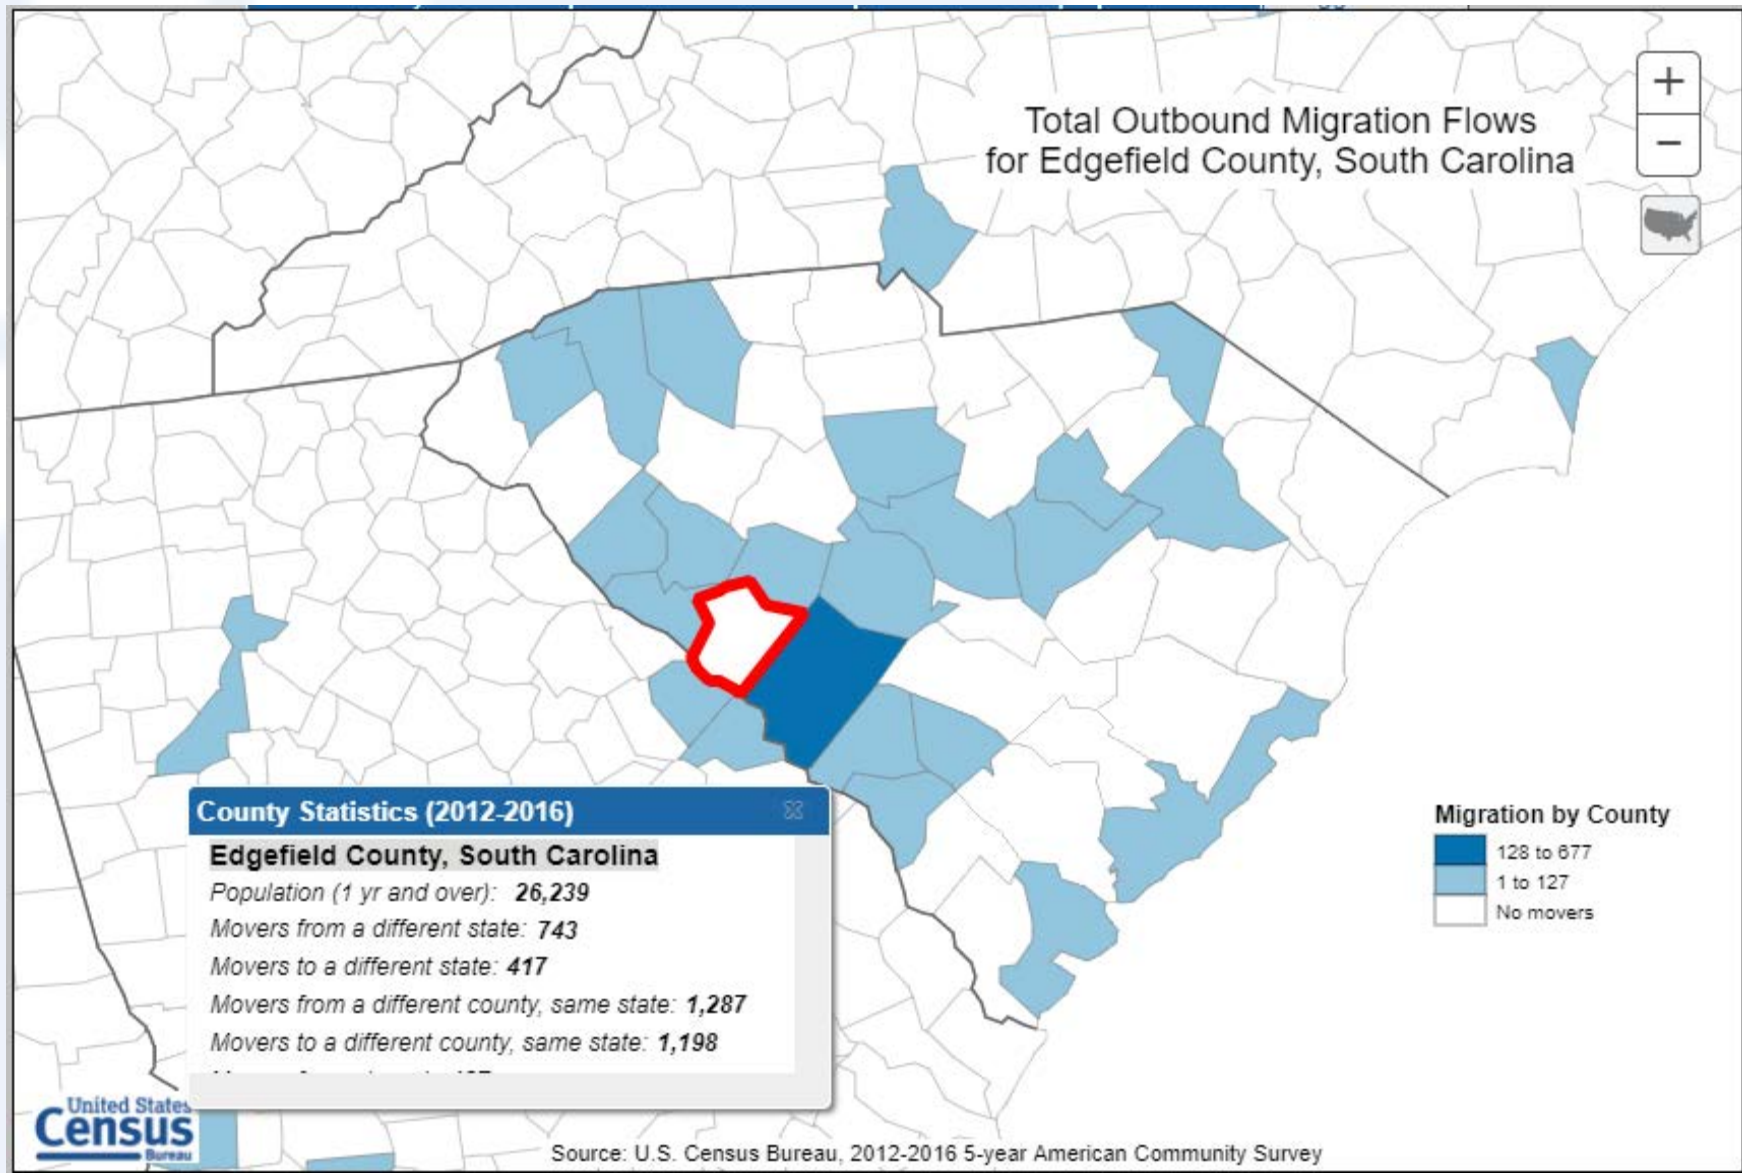 Total Outbound Migration Flows
for Edgefield County, South Carolina
+
−
County Statistics (2012-2016)
Edgefield County, South Carolina
Population (1 yr and over): 26,239
Movers from a different state: 743
Movers to a different state: 417
Movers from a different county, same state: 1,287
Movers to a different county, same state: 1,198
Migration by County
128 to 677
1 to 127
No movers
United States
Census
Bureau
Source: U.S. Census Bureau, 2012-2016 5-year American Community Survey